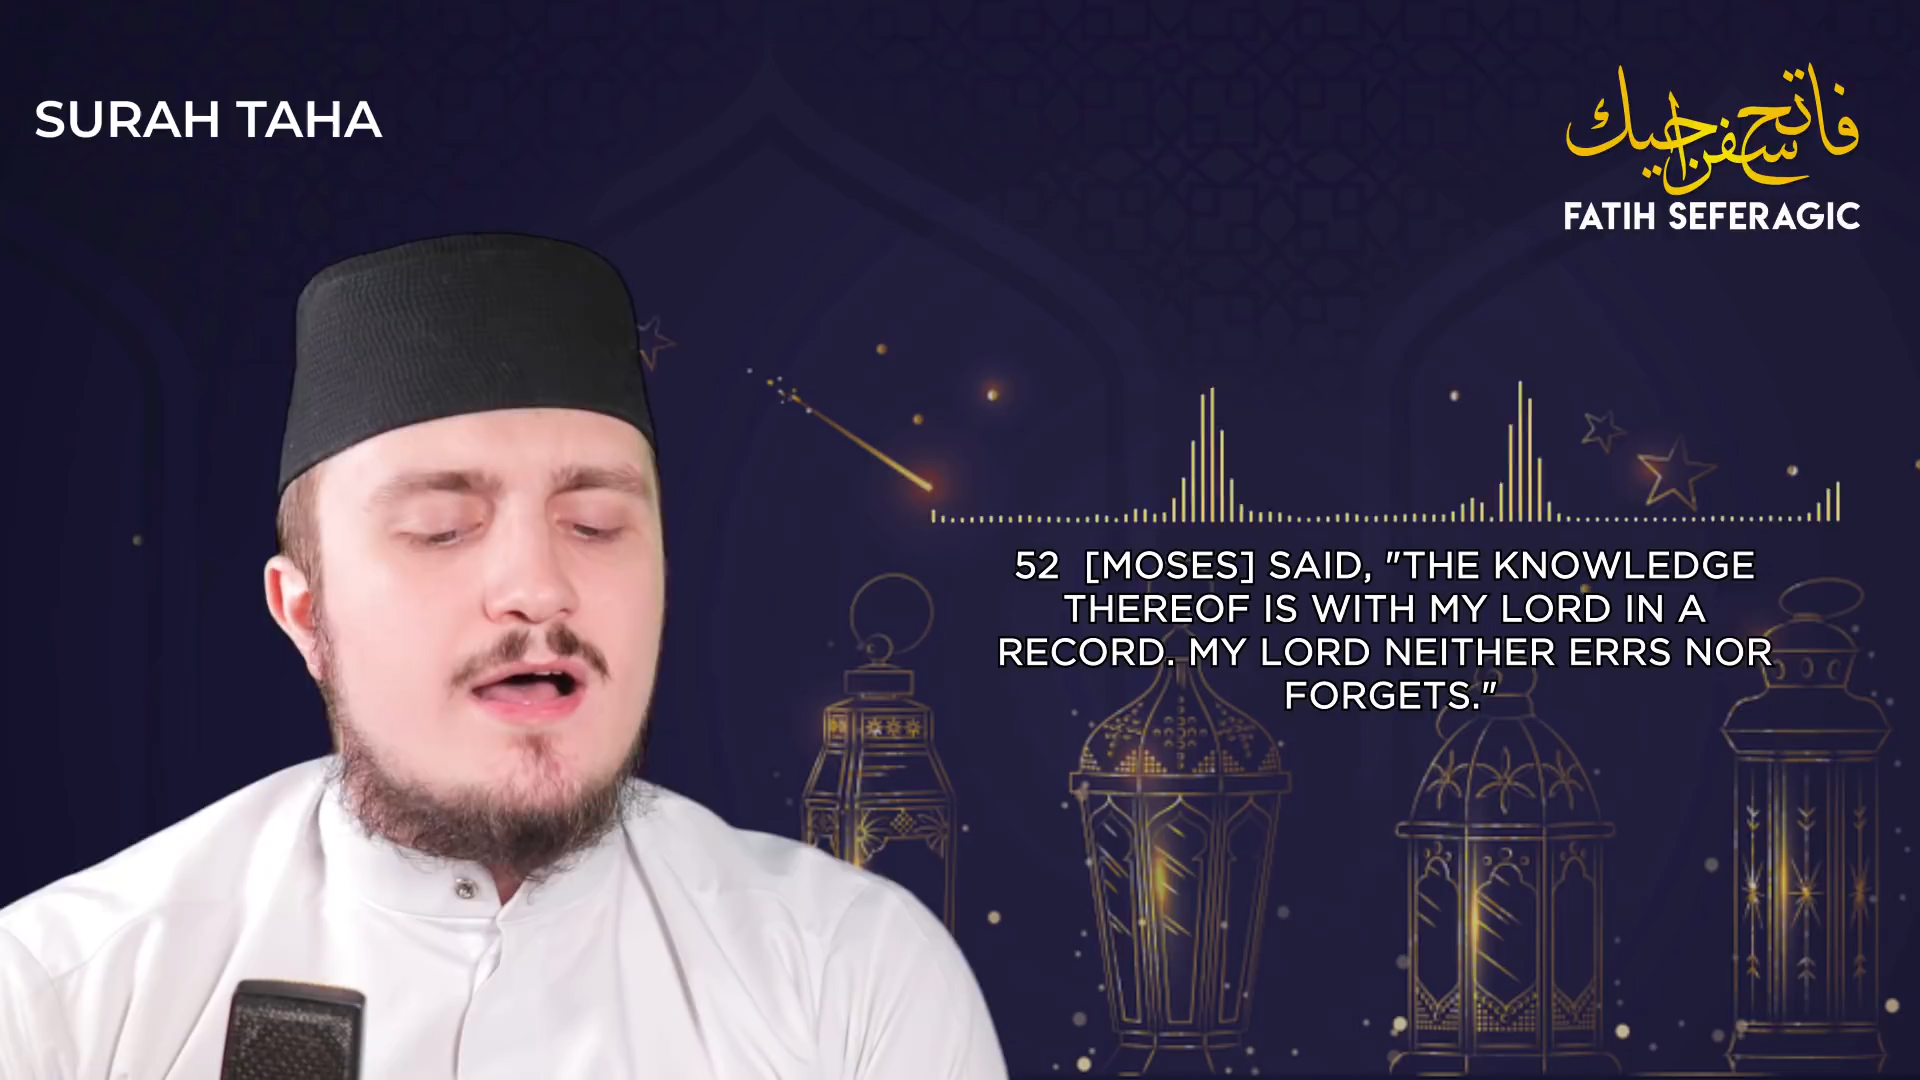 SURAH TAHA
فاتح سفراجيك
FATIH SEFERAGIC
52 [MOSES] SAID, "THE KNOWLEDGE
THEREOF IS WITH MY LORD IN A
RECORD. MY LORD NEITHER ERRS NOR
FORGETS."